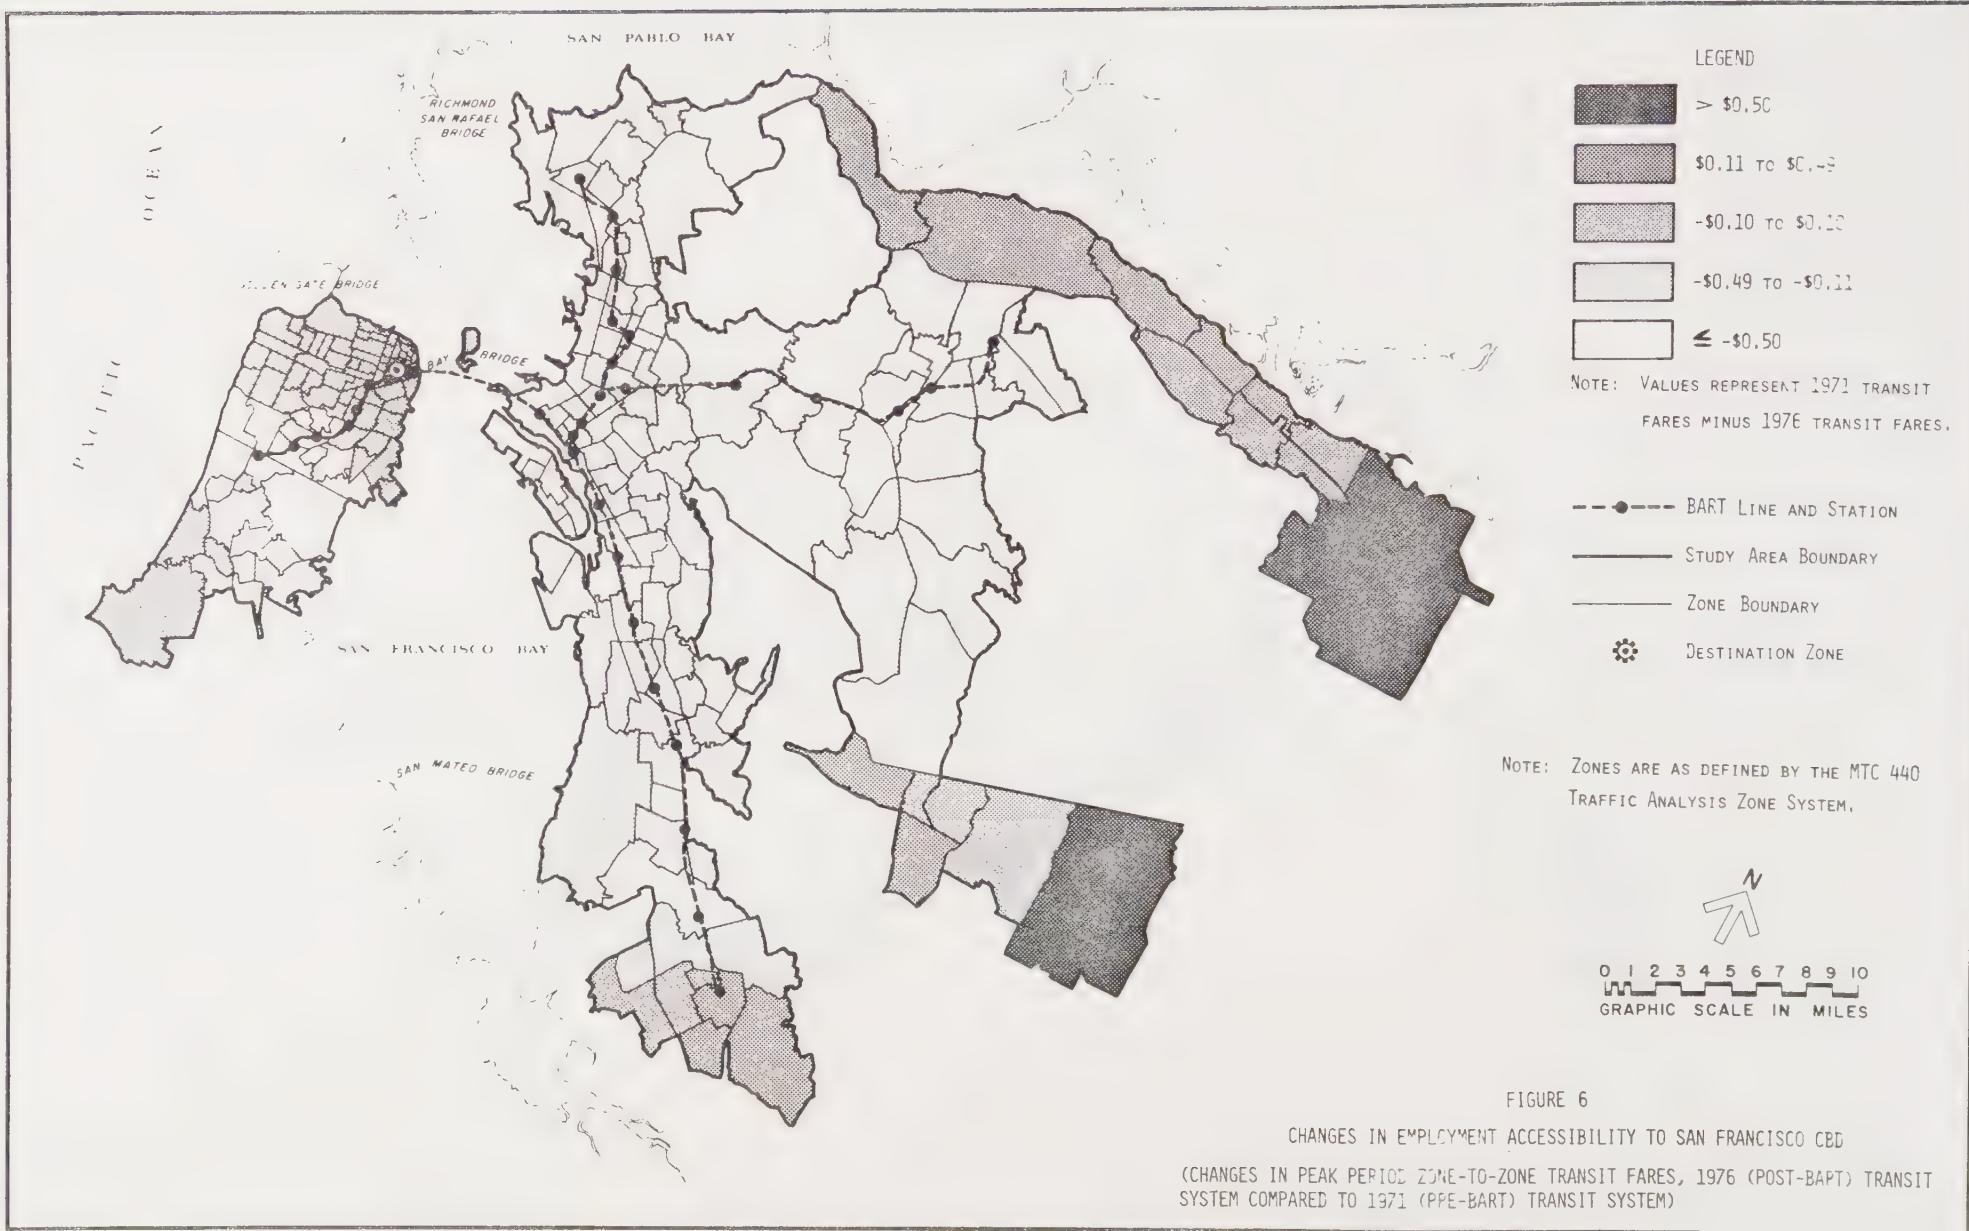 SAN PABLO BAY
RICHMOND
SAN RAFAEL
BRIDGE
OCEAN
PACIFIC
GATE BRIDGE
BAY BRIDGE
SAN FRANCISCO BAY
SAN MATEO BRIDGE
LEGEND
> $0.50
$0.11 TO
-$0.10 TO
-$0.49 TO -$0.11
≤ -$0.50
NOTE: VALUES REPRESENT 1971 TRANSIT
FARES MINUS 1976 TRANSIT FARES.
BART LINE AND STATION
STUDY AREA BOUNDARY
ZONE BOUNDARY
DESTINATION ZONE
NOTE: ZONES ARE AS DEFINED BY THE MTC 440
TRAFFIC ANALYSIS ZONE SYSTEM.
N
0 1 2 3 4 5 6 7 8 9 10
GRAPHIC SCALE IN MILES
FIGURE 6
CHANGES IN EMPLOYMENT ACCESSIBILITY TO SAN FRANCISCO CBD
(CHANGES IN PEAK PERIOD ZONE-TO-ZONE TRANSIT FARES, 1976 (POST-BART) TRANSIT
SYSTEM COMPARED TO 1971 (PRE-BART) TRANSIT SYSTEM)